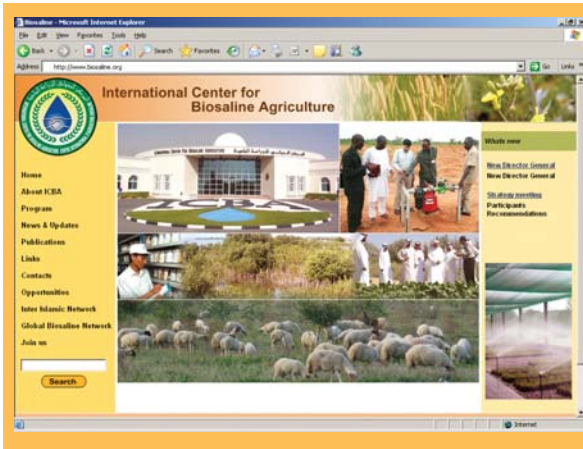 Biosaline - Microsoft Internet Explorer
File Edit View Favorites Tools Help
Back Search Favorites
Address http://www.biosaline.org Go Links
International Center for
Biosaline Agriculture
Home
About ICBA
Program
News & Updates
Publications
Links
Contacts
Opportunities
Inter Islamic Network
Global Biosaline Network
Join us
Search
ICBA
Whats new
New Director General
New Director General
Strategy meeting
Participants
Recommendations
Internet